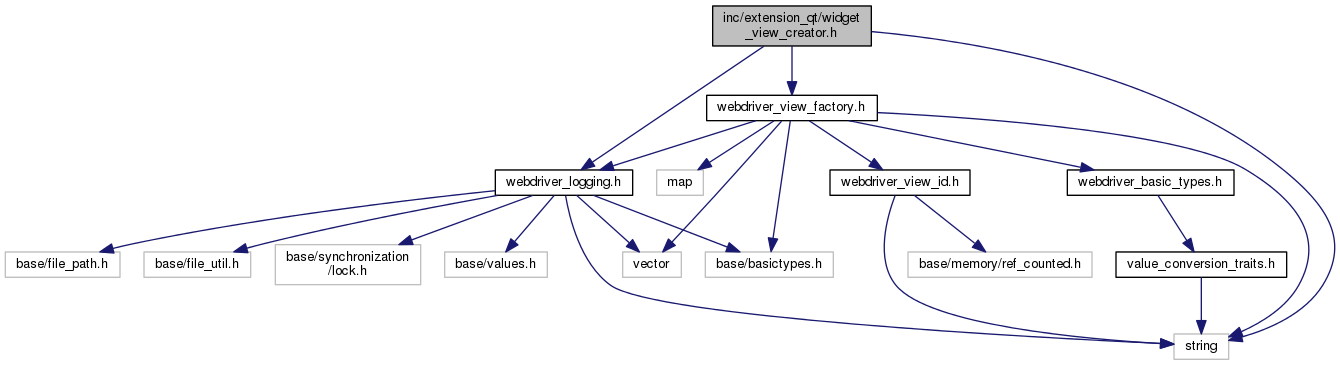 inc/extension_qt/widget
_view_creator.h
webdriver_view_factory.h
webdriver_logging.h
map
webdriver_view_id.h
webdriver_basic_types.h
base/file_path.h
base/file_util.h
base/synchronization
/lock.h
base/values.h
vector
base/basictypes.h
base/memory/ref_counted.h
value_conversion_traits.h
string